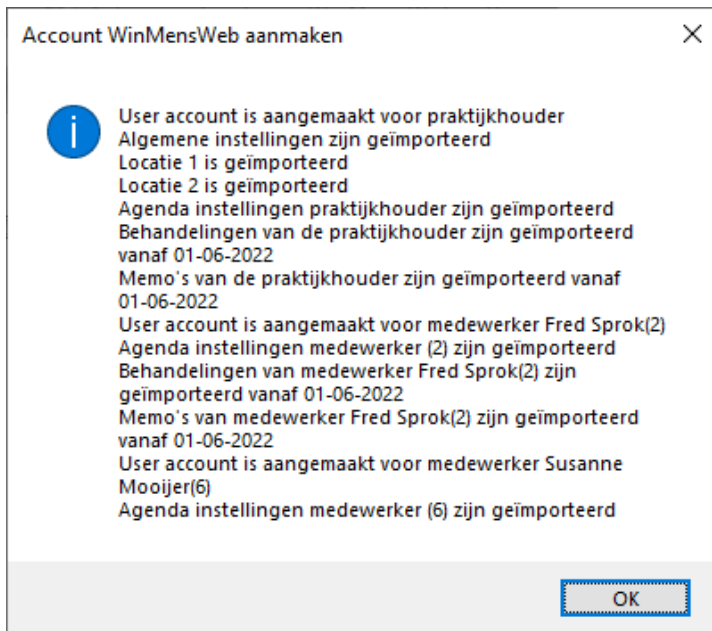 Account WinMensWeb aanmaken
User account is aangemaakt voor praktijkhouder
Algemene instellingen zijn geïmporteerd
Locatie 1 is geïmporteerd
Locatie 2 is geïmporteerd
Agenda instellingen praktijkhouder zijn geïmporteerd
Behandelingen van de praktijkhouder zijn geïmporteerd
vanaf 01-06-2022
Memo's van de praktijkhouder zijn geïmporteerd vanaf
01-06-2022
User account is aangemaakt voor medewerker Fred Sprok(2)
Agenda instellingen medewerker (2) zijn geïmporteerd
Behandelingen van medewerker Fred Sprok(2) zijn
geïmporteerd vanaf 01-06-2022
Memo's van medewerker Fred Sprok(2) zijn geïmporteerd
vanaf 01-06-2022
User account is aangemaakt voor medewerker Susanne
Mooijer(6)
Agenda instellingen medewerker (6) zijn geïmporteerd
OK